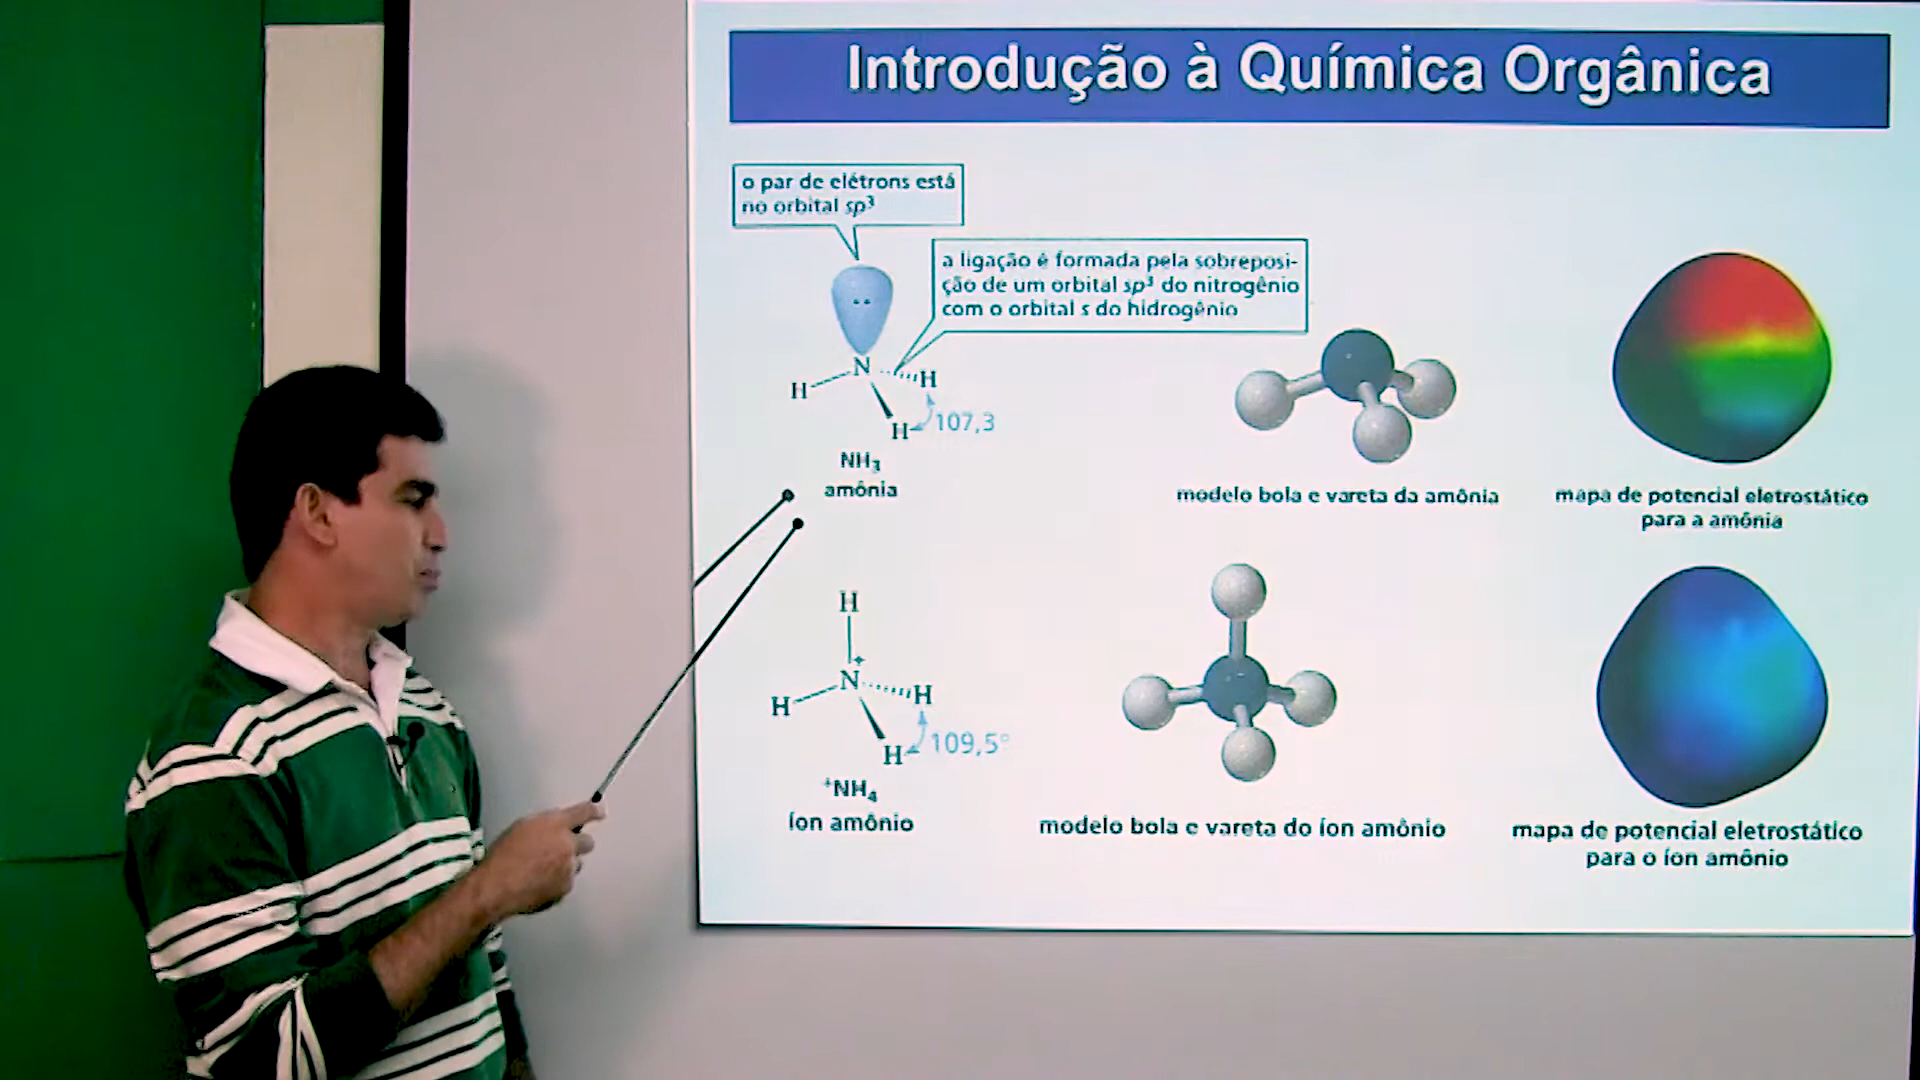 Introdução à Química Orgânica
o par de elétrons está
no orbital sp³
a ligação é formada pela sobreposi-
ção de um orbital sp³ do nitrogênio
com o orbital s do hidrogênio
N
H
H
H
107,3
NH₃
amônia
modelo bola e vareta da amônia
mapa de potencial eletrostático
para a amônia
H
N⁺
H
H
H
109,5°
⁺NH₄
íon amônio
modelo bola e vareta do íon amônio
mapa de potencial eletrostático
para o íon amônio